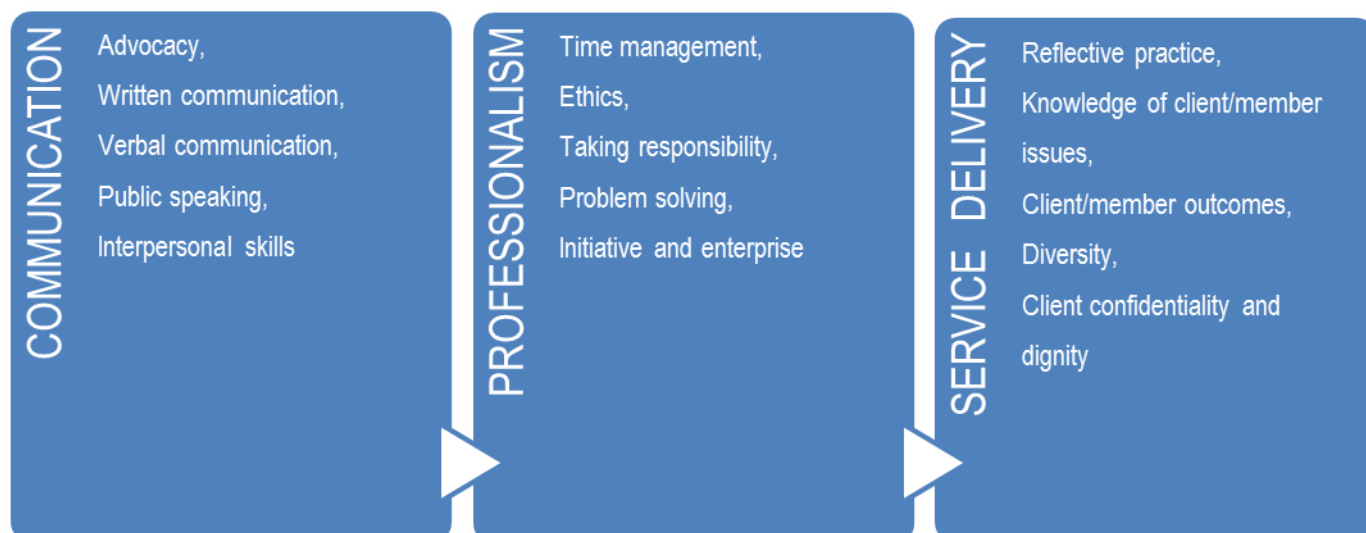 COMMUNICATION
Advocacy,
Written communication,
Verbal communication,
Public speaking,
Interpersonal skills
PROFESSIONALISM
Time management,
Ethics,
Taking responsibility,
Problem solving,
Initiative and enterprise
SERVICE DELIVERY
Reflective practice,
Knowledge of client/member
issues,
Client/member outcomes,
Diversity,
Client confidentiality and
dignity